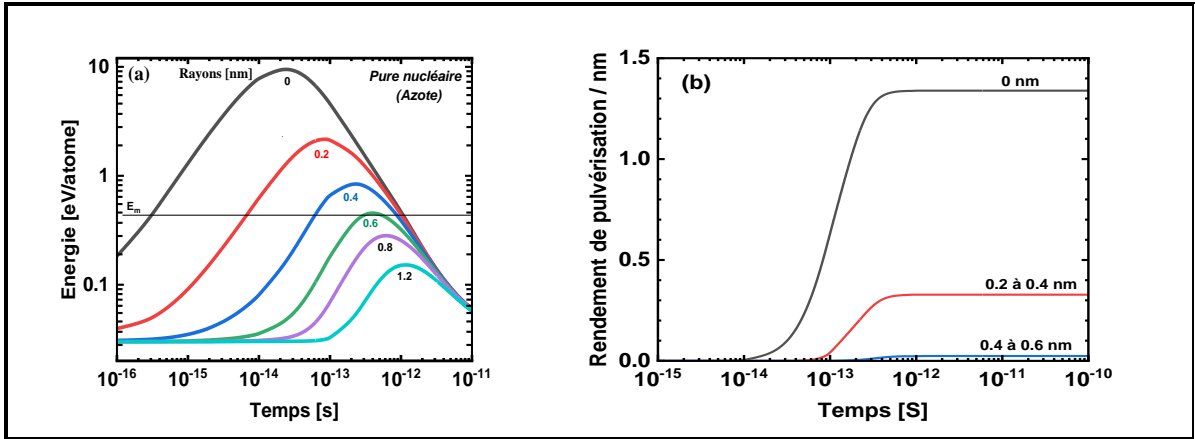 (a)
Rayons [nm]
Pure nucléaire
(Azote)
0
0.2
0.4
0.6
0.8
1.2
E_m
10
1
0.1
Energie [eV/atome]
10^-16 10^-15 10^-14 10^-13 10^-12 10^-11
Temps [s]
(b)
0 nm
0.2 à 0.4 nm
0.4 à 0.6 nm
1.5
1.0
0.5
0.0
Rendement de pulvérisation / nm
10^-15 10^-14 10^-13 10^-12 10^-11 10^-10
Temps [S]